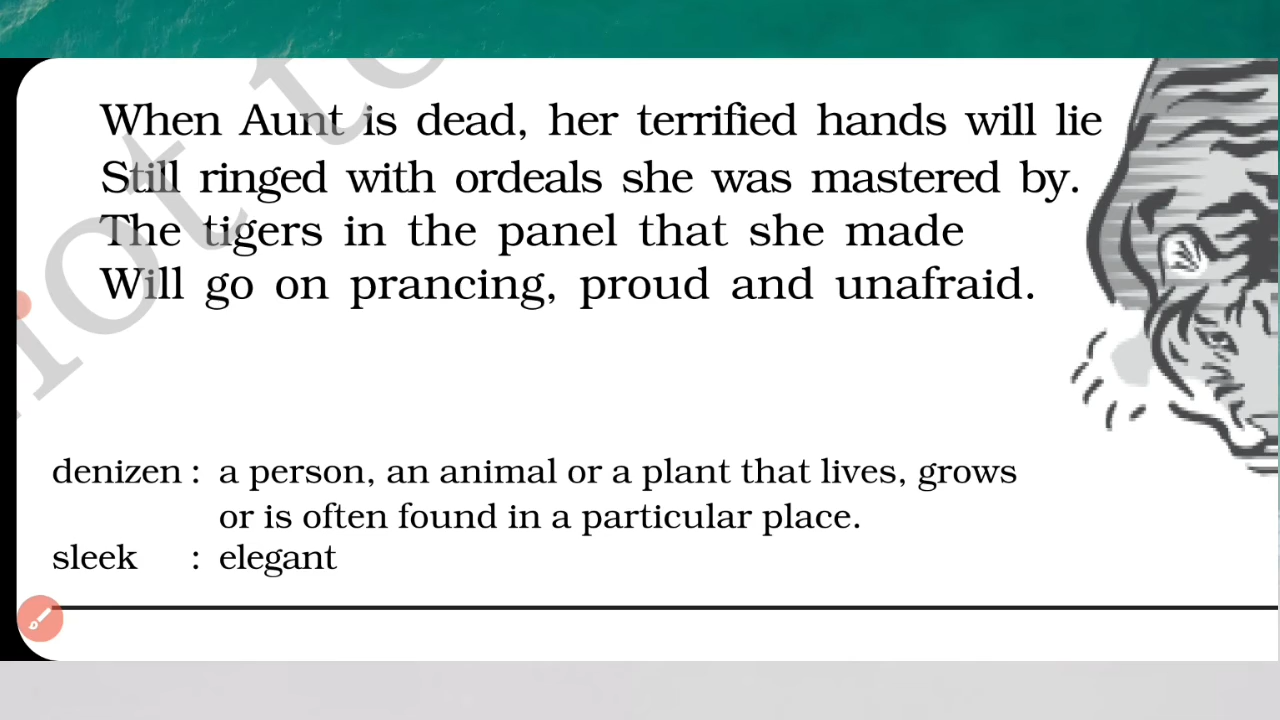 When Aunt is dead, her terrified hands will lie
Still ringed with ordeals she was mastered by.
The tigers in the panel that she made
Will go on prancing, proud and unafraid.
denizen : a person, an animal or a plant that lives, grows
or is often found in a particular place.
sleek : elegant